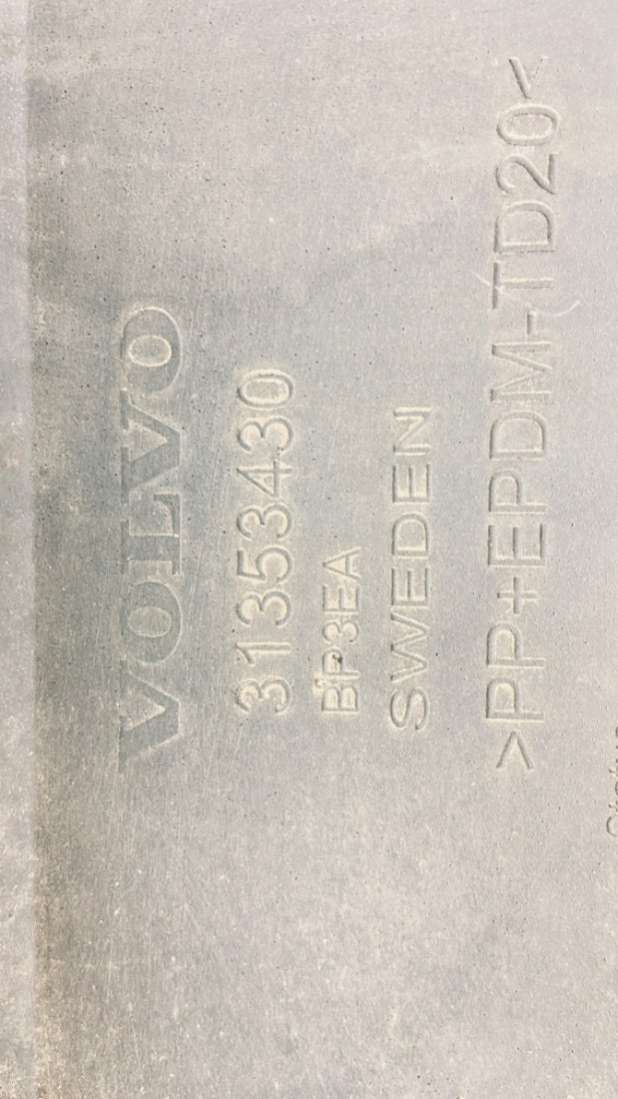 VOLVO
31353430
BP3EA
SWEDEN
>PP+EPDM-TD20<